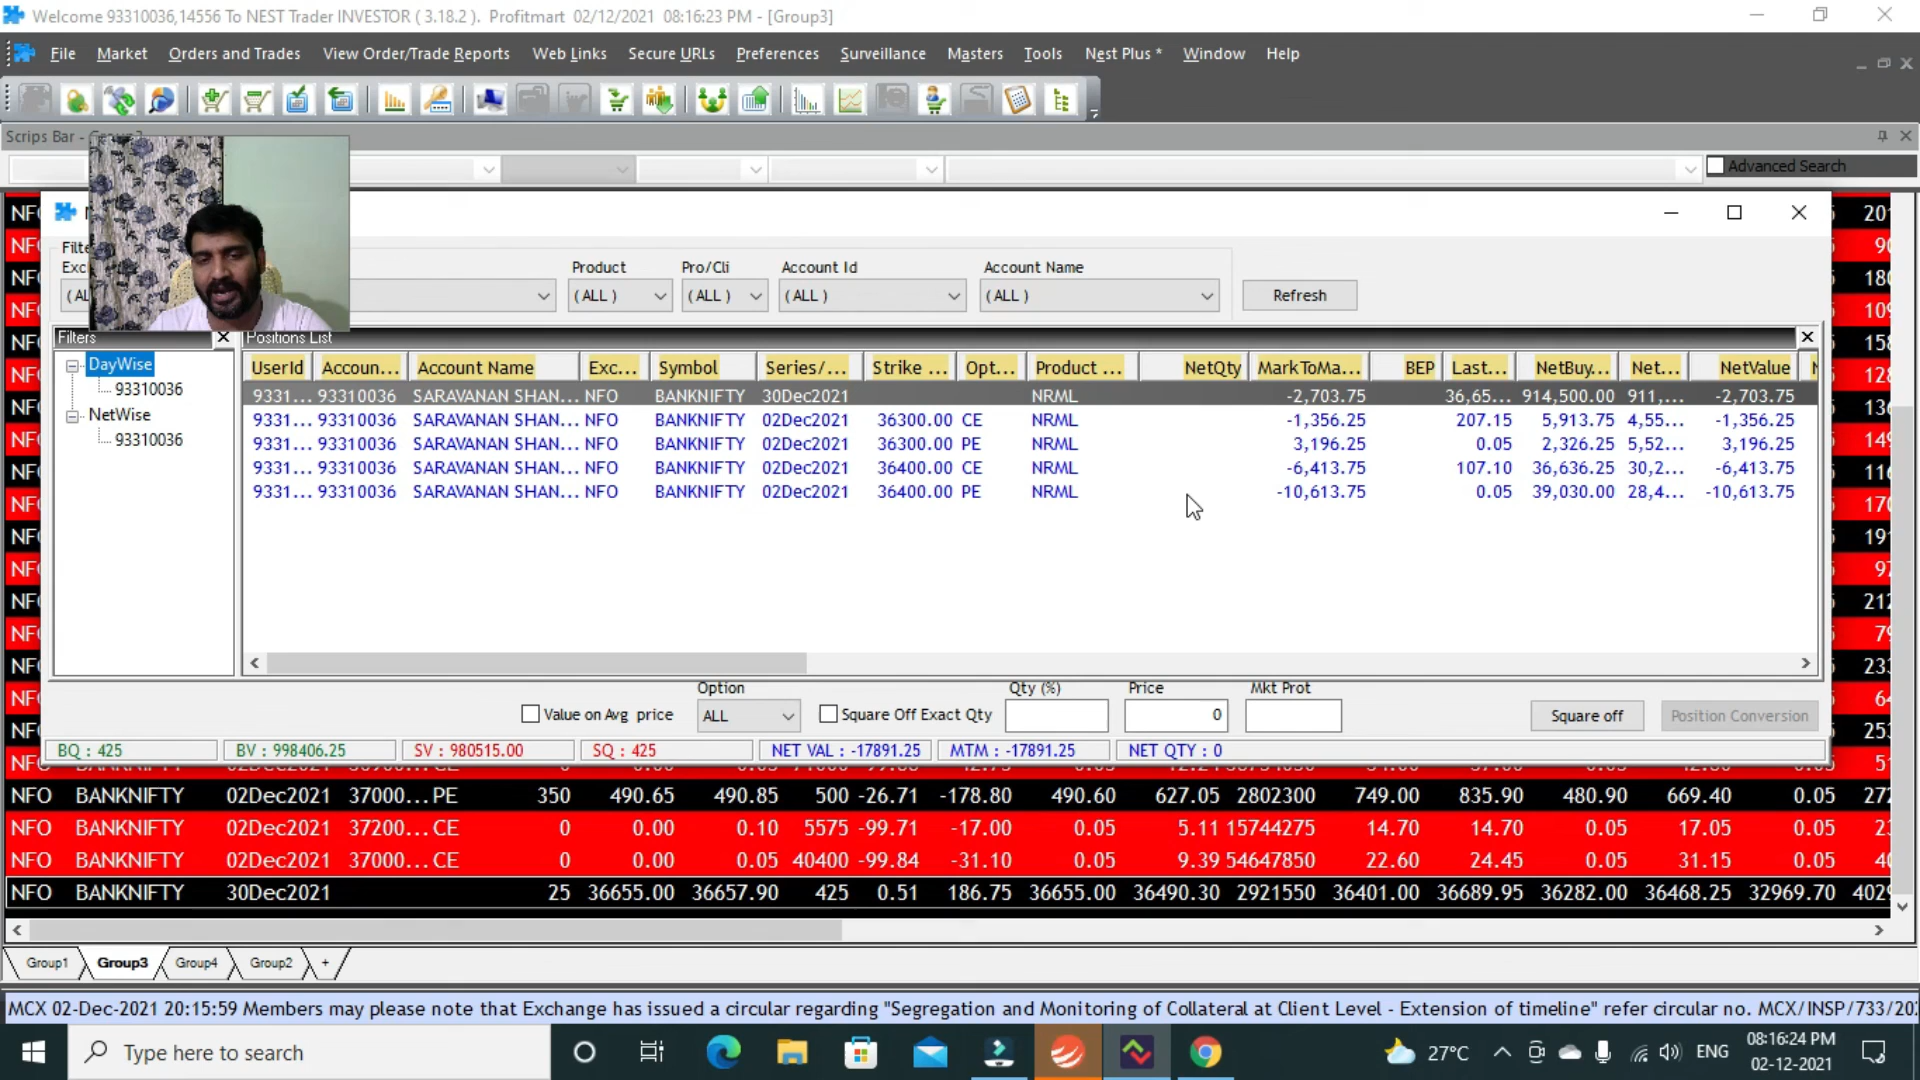 Welcome 93310036,14556 To NEST Trader INVESTOR ( 3.18.2 ). Profitmart 02/12/2021 08:16:23 PM - [Group3]
File Market Orders and Trades View Order/Trade Reports Web Links Secure URLs Preferences Surveillance Masters Tools Nest Plus * Window Help
Scrips Bar -
Advanced Search
Product Pro/Cli Account Id Account Name
(ALL) (ALL) (ALL) (ALL) Refresh
Filters Positions List
DayWise
93310036
NetWise
93310036
UserId Accoun... Account Name Exc... Symbol Series/... Strike ... Opt... Product ... NetQty MarkToMa... BEP Last... NetBuy... Net... NetValue
9331... 93310036 SARAVANAN SHAN... NFO BANKNIFTY 30Dec2021 NRML -2,703.75 36,65... 914,500.00 911,... -2,703.75
9331... 93310036 SARAVANAN SHAN... NFO BANKNIFTY 02Dec2021 36300.00 CE NRML -1,356.25 207.15 5,913.75 4,55... -1,356.25
9331... 93310036 SARAVANAN SHAN... NFO BANKNIFTY 02Dec2021 36300.00 PE NRML 3,196.25 0.05 2,326.25 5,52... 3,196.25
9331... 93310036 SARAVANAN SHAN... NFO BANKNIFTY 02Dec2021 36400.00 CE NRML -6,413.75 107.10 36,636.25 30,2... -6,413.75
9331... 93310036 SARAVANAN SHAN... NFO BANKNIFTY 02Dec2021 36400.00 PE NRML -10,613.75 0.05 39,030.00 28,4... -10,613.75
Option Qty (%) Price Mkt Prot
Value on Avg price ALL Square Off Exact Qty 0 Square off Position Conversion
BQ : 425 BV : 998406.25 SV : 980515.00 SQ : 425 NET VAL : -17891.25 MTM : -17891.25 NET QTY : 0
NFO BANKNIFTY 02Dec2021 37000... PE 350 490.65 490.85 500 -26.71 -178.80 490.60 627.05 2802300 749.00 835.90 480.90 669.40 0.05
NFO BANKNIFTY 02Dec2021 37200... CE 0 0.00 0.10 5575 -99.71 -17.00 0.05 5.11 15744275 14.70 14.70 0.05 17.05 0.05
NFO BANKNIFTY 02Dec2021 37000... CE 0 0.00 0.05 40400 -99.84 -31.10 0.05 9.39 54647850 22.60 24.45 0.05 31.15 0.05
NFO BANKNIFTY 30Dec2021 25 36655.00 36657.90 425 0.51 186.75 36655.00 36490.30 2921550 36401.00 36689.95 36282.00 36468.25 32969.70
Group1 Group3 Group4 Group2 +
MCX 02-Dec-2021 20:15:59 Members may please note that Exchange has issued a circular regarding "Segregation and Monitoring of Collateral at Client Level - Extension of timeline" refer circular no. MCX/INSP/733/20
Type here to search 27°C ENG 08:16:24 PM
02-12-2021